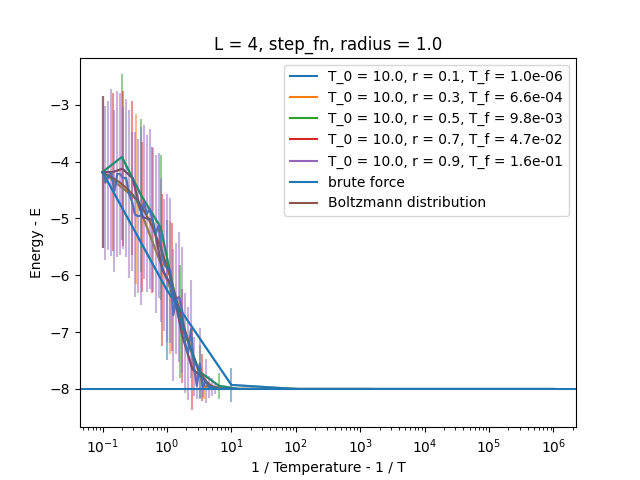 L = 4, step_fn, radius = 1.0
T_0 = 10.0, r = 0.1, T_f = 1.0e-06
T_0 = 10.0, r = 0.3, T_f = 6.6e-04
T_0 = 10.0, r = 0.5, T_f = 9.8e-03
T_0 = 10.0, r = 0.7, T_f = 4.7e-02
T_0 = 10.0, r = 0.9, T_f = 1.6e-01
brute force
Boltzmann distribution
Energy - E
−3
−4
−5
−6
−7
−8
10⁻¹ 10⁰ 10¹ 10² 10³ 10⁴ 10⁵ 10⁶
1 / Temperature - 1 / T